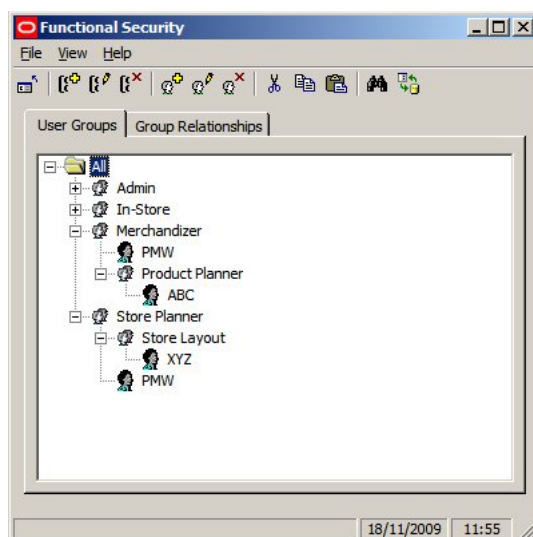 Functional Security
File View Help
User Groups Group Relationships
All
Admin
In-Store
Merchandizer
PMW
Product Planner
ABC
Store Planner
Store Layout
XYZ
PMW
18/11/2009 11:55